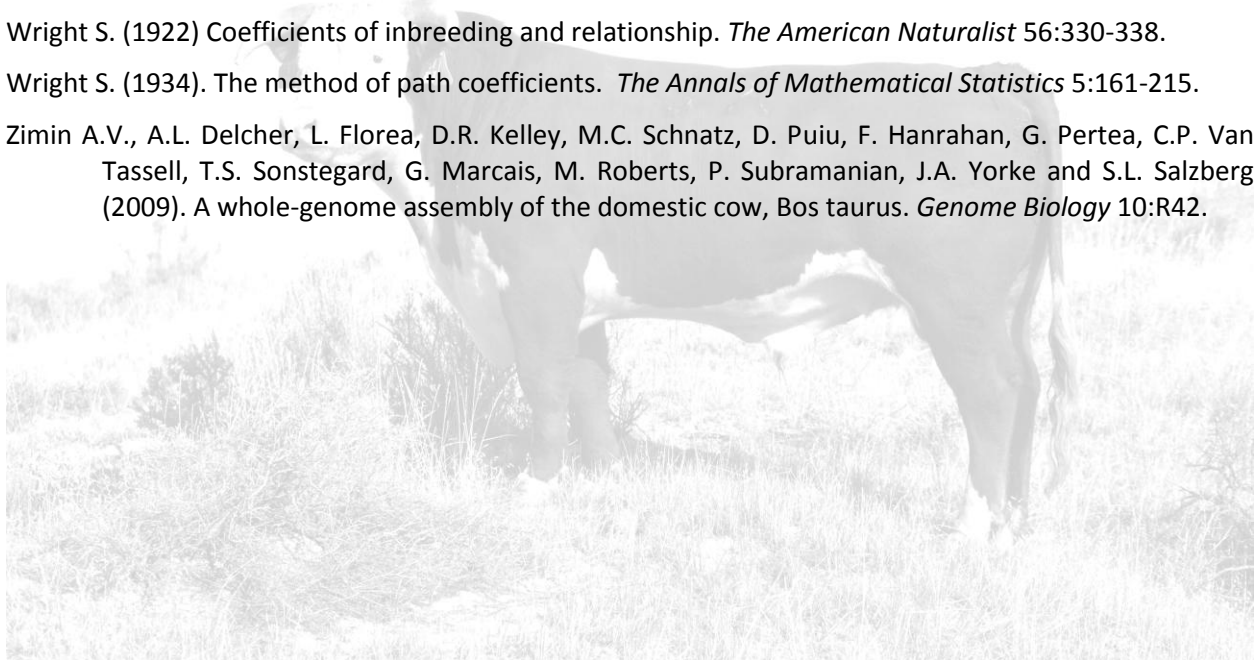 Wright S. (1922) Coefficients of inbreeding and relationship. The American Naturalist 56:330-338.
Wright S. (1934). The method of path coefficients. The Annals of Mathematical Statistics 5:161-215.
Zimin A.V., A.L. Delcher, L. Florea, D.R. Kelley, M.C. Schnatz, D. Puiu, F. Hanrahan, G. Pertea, C.P. Van
Tassell, T.S. Sonstegard, G. Marcais, M. Roberts, P. Subramanian, J.A. Yorke and S.L. Salzberg
(2009). A whole-genome assembly of the domestic cow, Bos taurus. Genome Biology 10:R42.